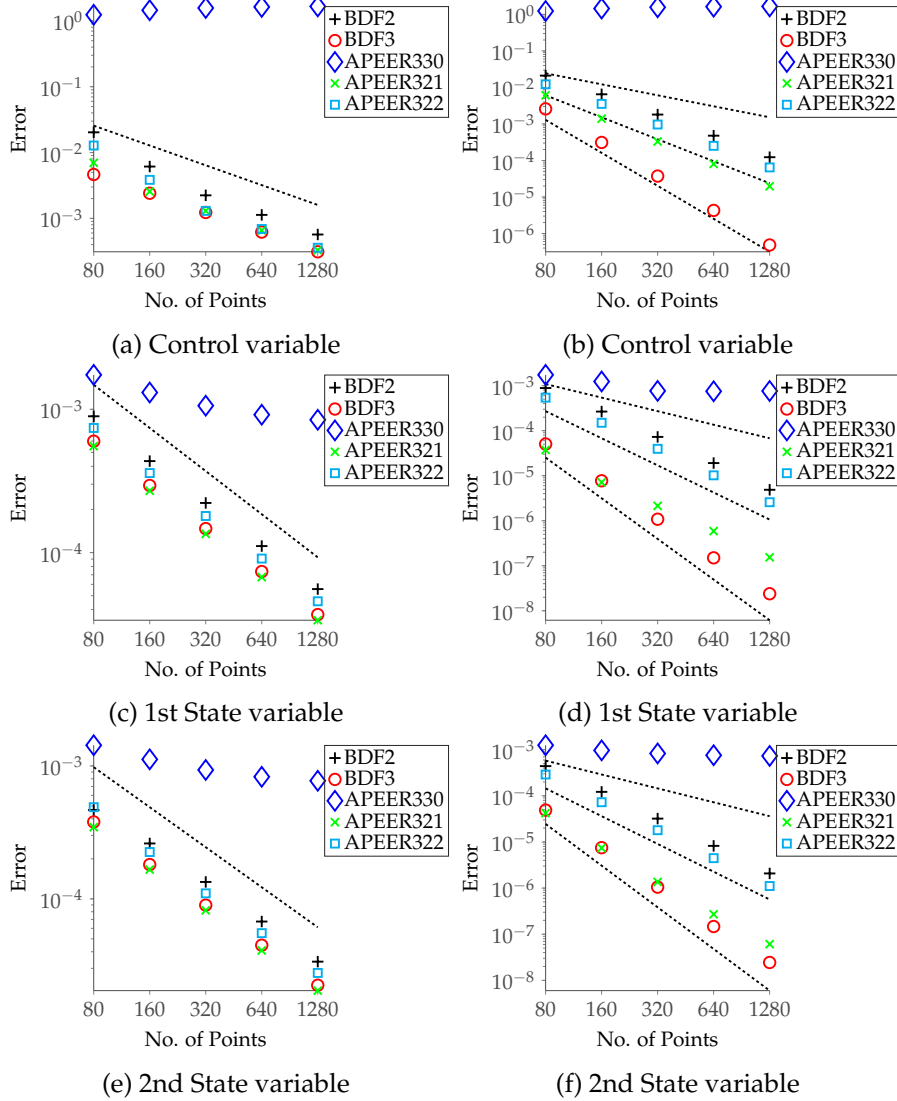 10^0
10^-1
10^-2
10^-3
Error
80 160 320 640 1280
No. of Points
BDF2
BDF3
APEER330
APEER321
APEER322
(a) Control variable
10^0
10^-1
10^-2
10^-3
10^-4
10^-5
10^-6
Error
80 160 320 640 1280
No. of Points
BDF2
BDF3
APEER330
APEER321
APEER322
(b) Control variable
10^-3
10^-4
Error
80 160 320 640 1280
No. of Points
BDF2
BDF3
APEER330
APEER321
APEER322
(c) 1st State variable
10^-3
10^-4
10^-5
10^-6
10^-7
10^-8
Error
80 160 320 640 1280
No. of Points
BDF2
BDF3
APEER330
APEER321
APEER322
(d) 1st State variable
10^-3
10^-4
Error
80 160 320 640 1280
No. of Points
BDF2
BDF3
APEER330
APEER321
APEER322
(e) 2nd State variable
10^-3
10^-4
10^-5
10^-6
10^-7
10^-8
Error
80 160 320 640 1280
No. of Points
BDF2
BDF3
APEER330
APEER321
APEER322
(f) 2nd State variable